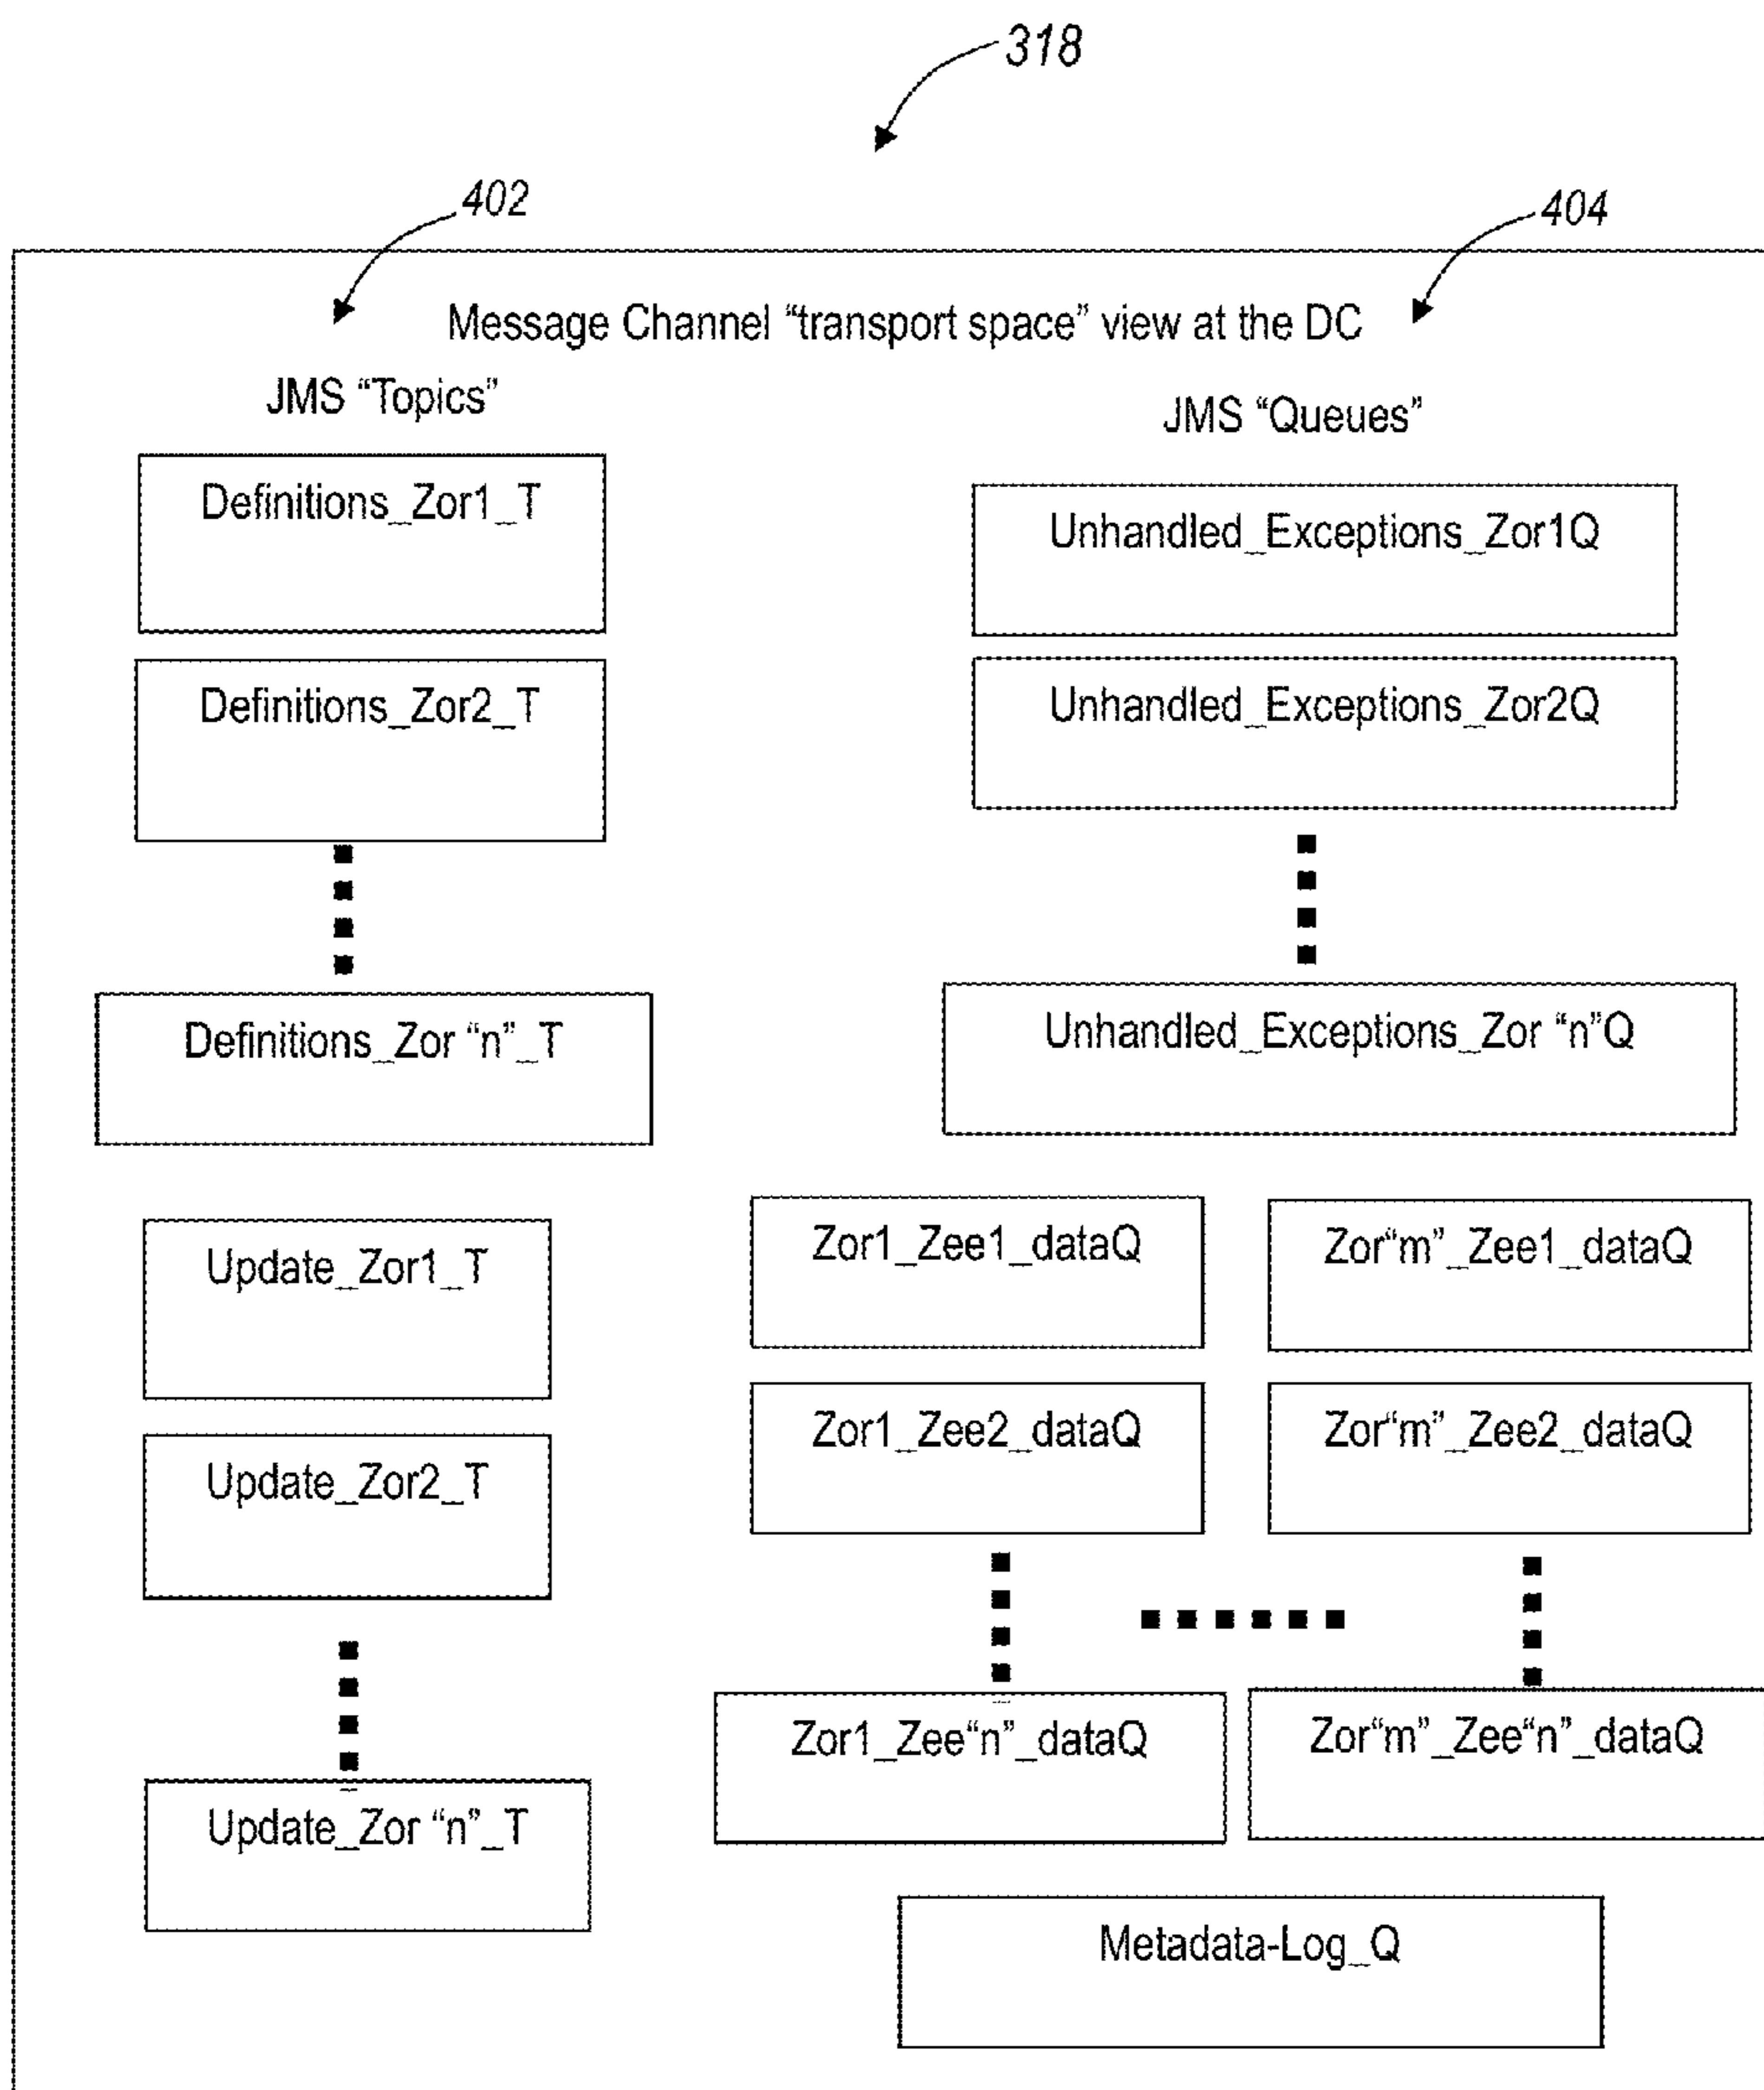 318
402
404
Message Channel “transport space” view at the DC
JMS “Topics”
JMS “Queues”
Definitions_Zor1_T
Unhandled_Exceptions_Zor1Q
Definitions_Zor2_T
Unhandled_Exceptions_Zor2Q
Definitions_Zor “n”_T
Unhandled_Exceptions_Zor “n”Q
Update_Zor1_T
Zor1_Zee1_dataQ
Zor“m”_Zee1_dataQ
Update_Zor2_T
Zor1_Zee2_dataQ
Zor“m”_Zee2_dataQ
Zor1_Zee“n”_dataQ
Zor“m”_Zee“n”_dataQ
Update_Zor “n”_T
Metadata-Log_Q